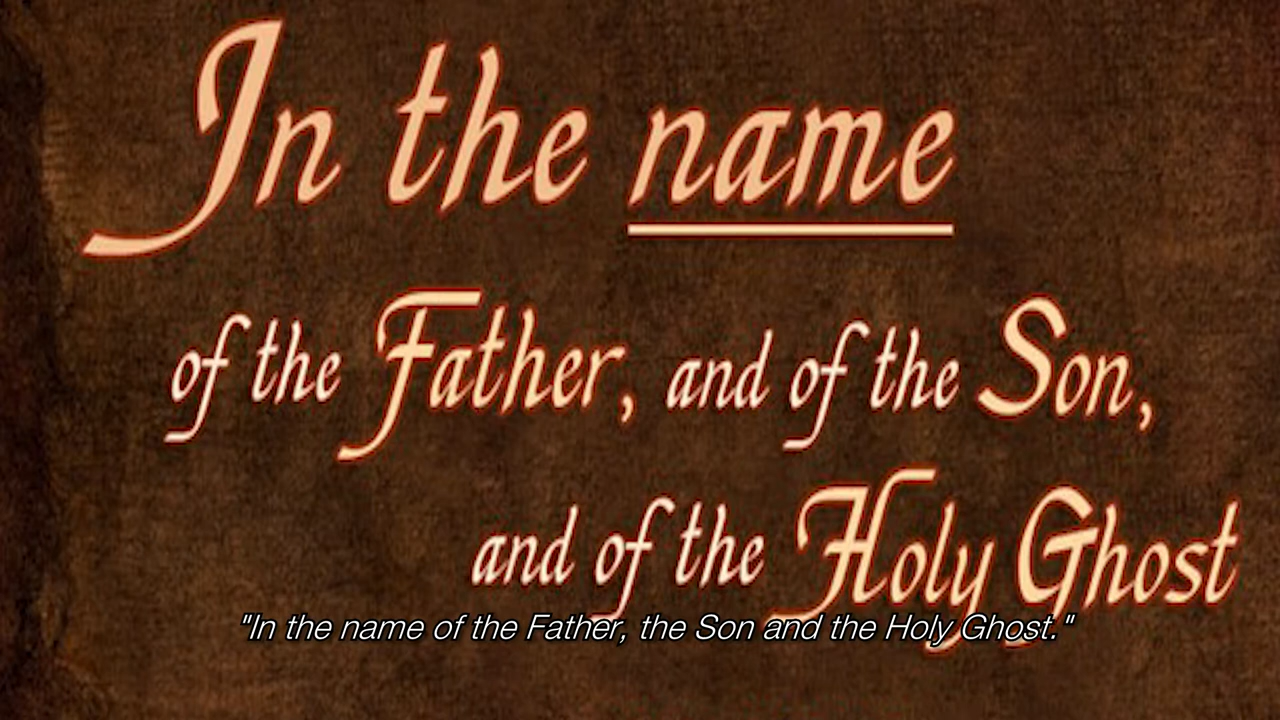 In the name
of the Father, and of the Son,
and of the Holy Ghost
"In the name of the Father, the Son and the Holy Ghost."